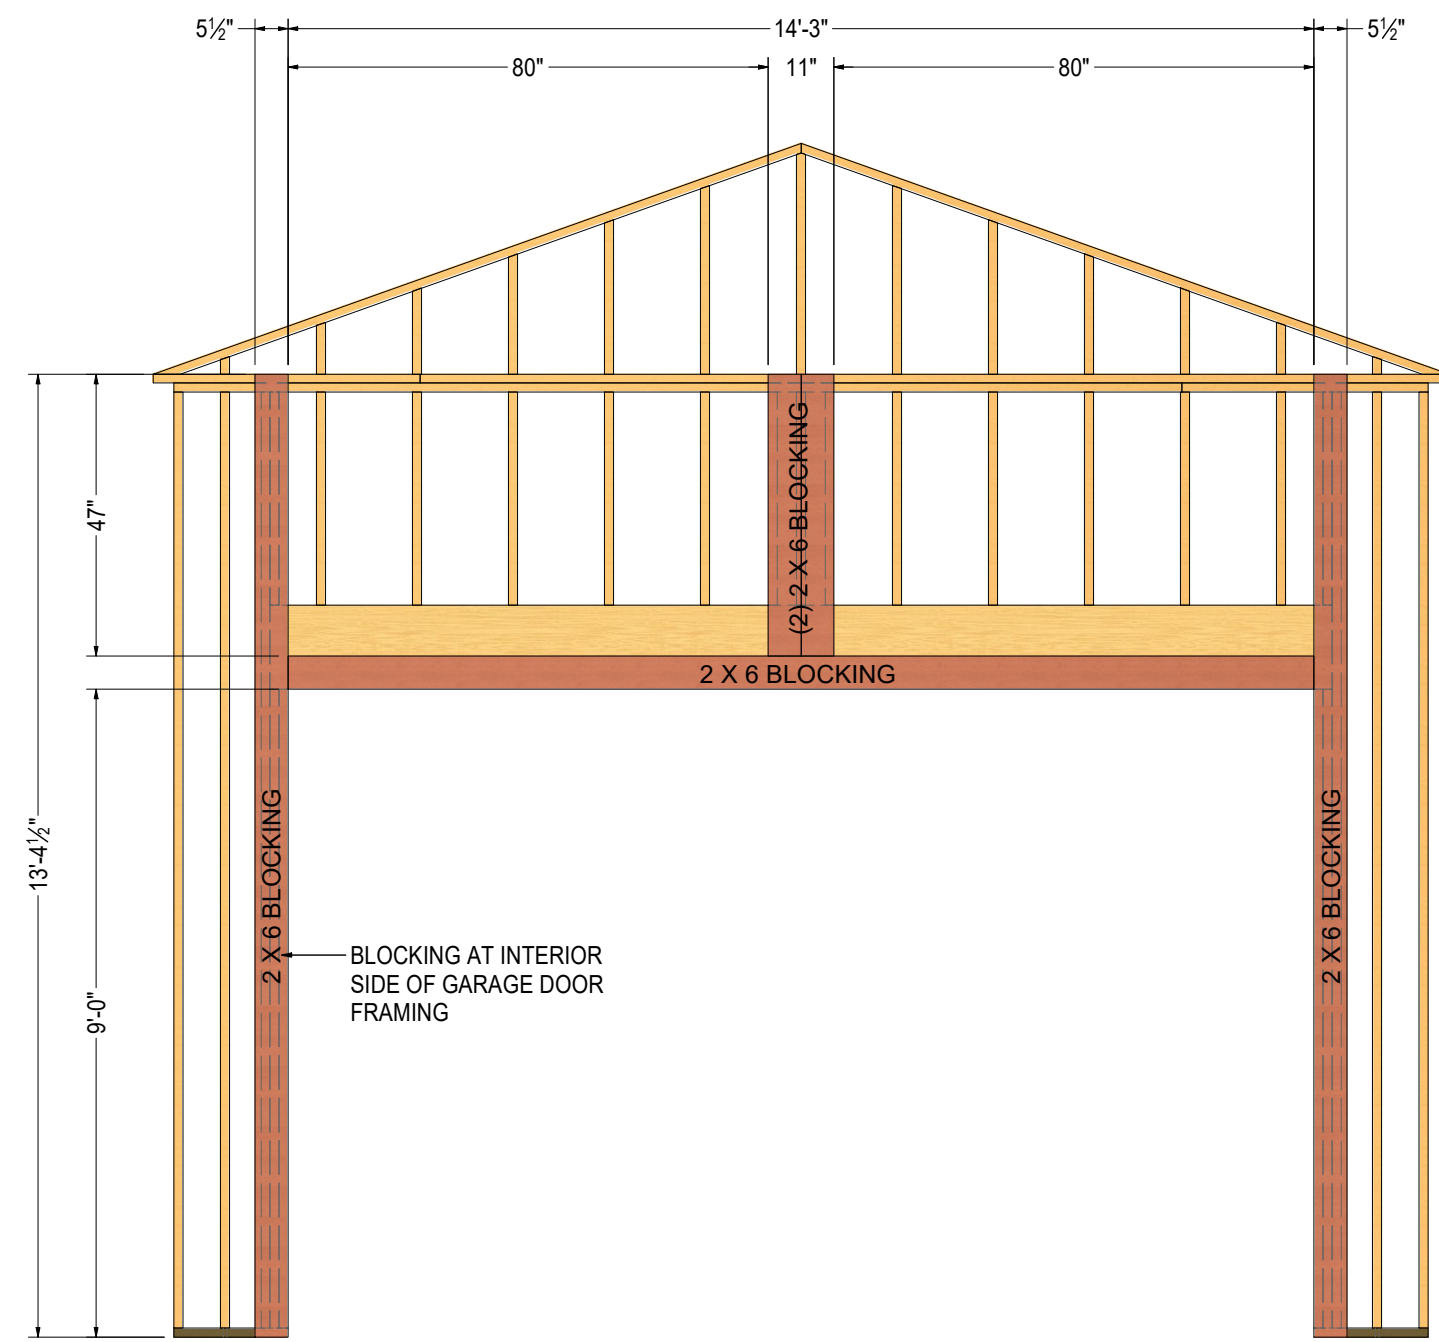 5½" 14'-3" 5½"
80" 11" 80"
47"
(2) 2 X 6 BLOCKING
2 X 6 BLOCKING
13'-4½"
9'-0"
2 X 6 BLOCKING
2 X 6 BLOCKING
BLOCKING AT INTERIOR
SIDE OF GARAGE DOOR
FRAMING